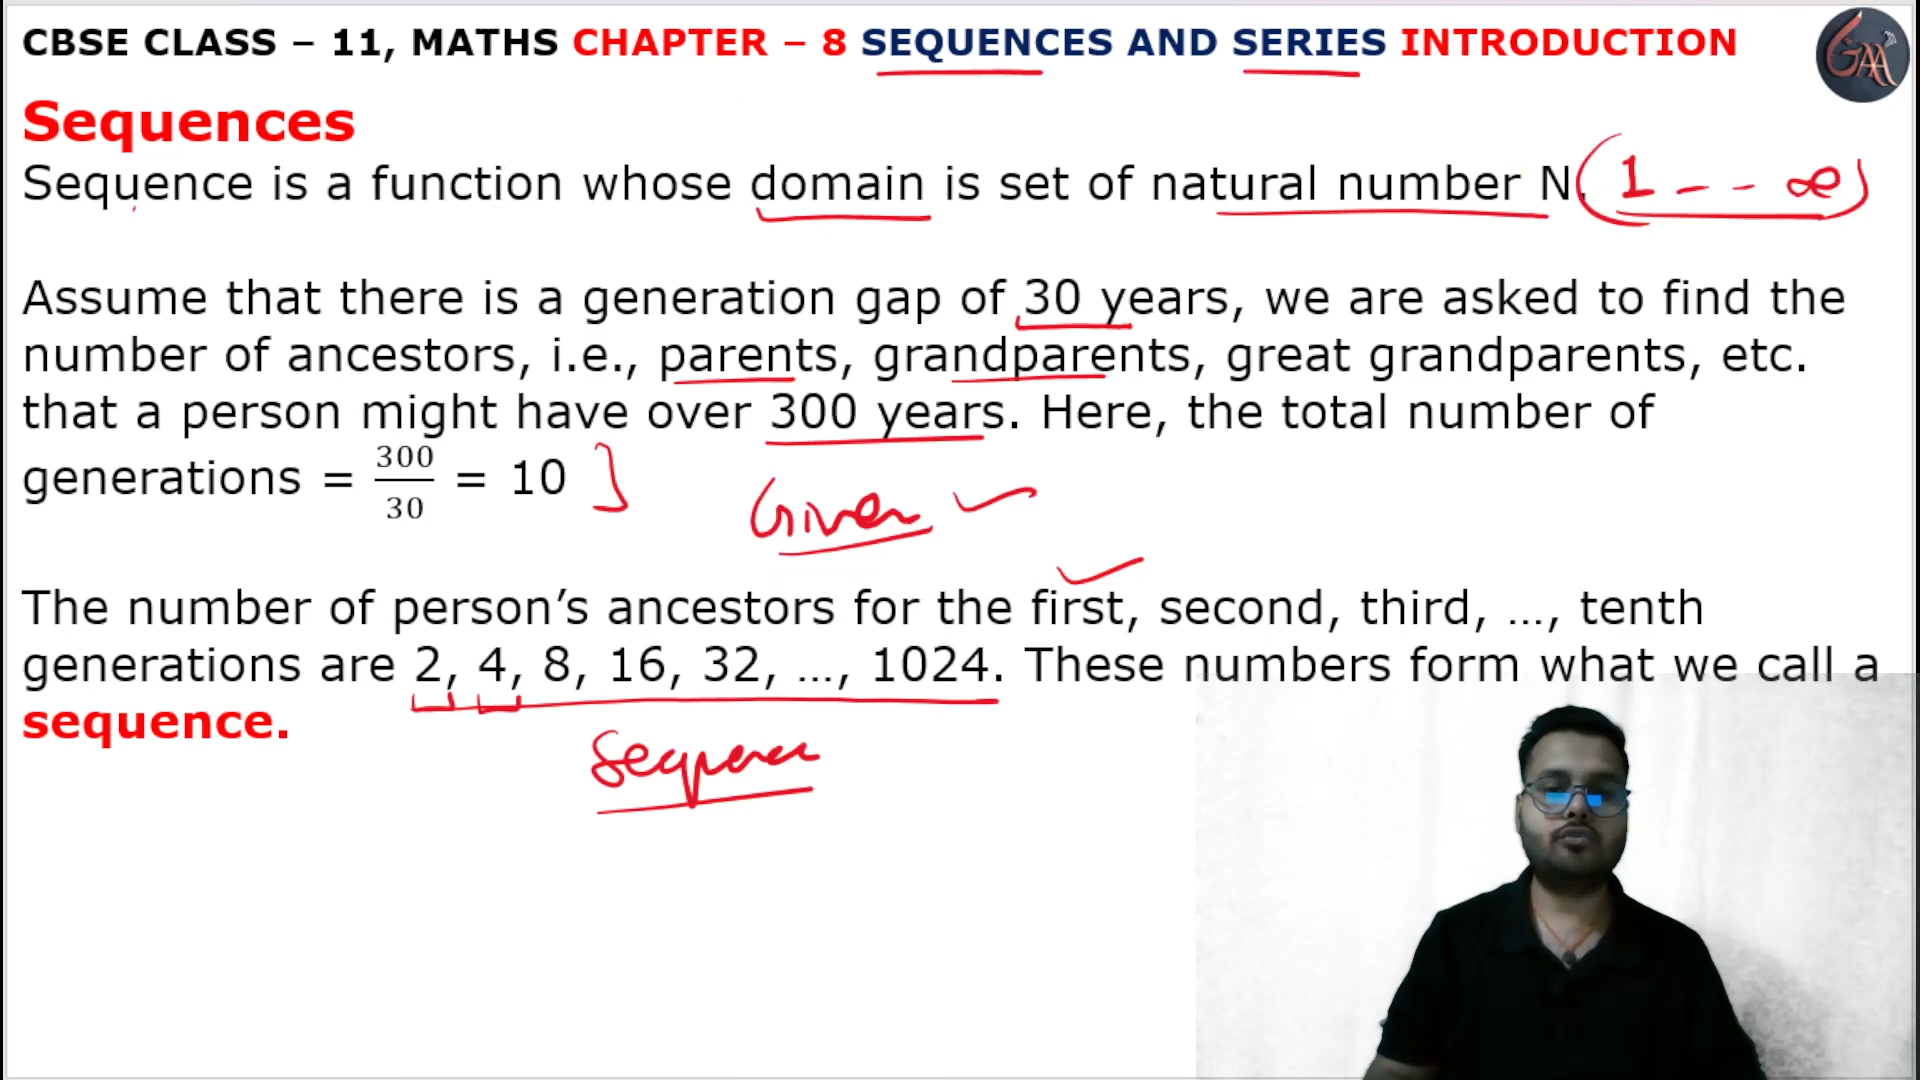 CBSE CLASS – 11, MATHS CHAPTER – 8 SEQUENCES AND SERIES INTRODUCTION
GAA
Sequences
Sequence is a function whose domain is set of natural number N. (1 - - ∞)
Assume that there is a generation gap of 30 years, we are asked to find the
number of ancestors, i.e., parents, grandparents, great grandparents, etc.
that a person might have over 300 years. Here, the total number of
generations = 300/30 = 10 ]
Given ✓
The number of person’s ancestors for the first, second, third, …, tenth
generations are 2, 4, 8, 16, 32, …, 1024. These numbers form what we call a
sequence.
Sequence